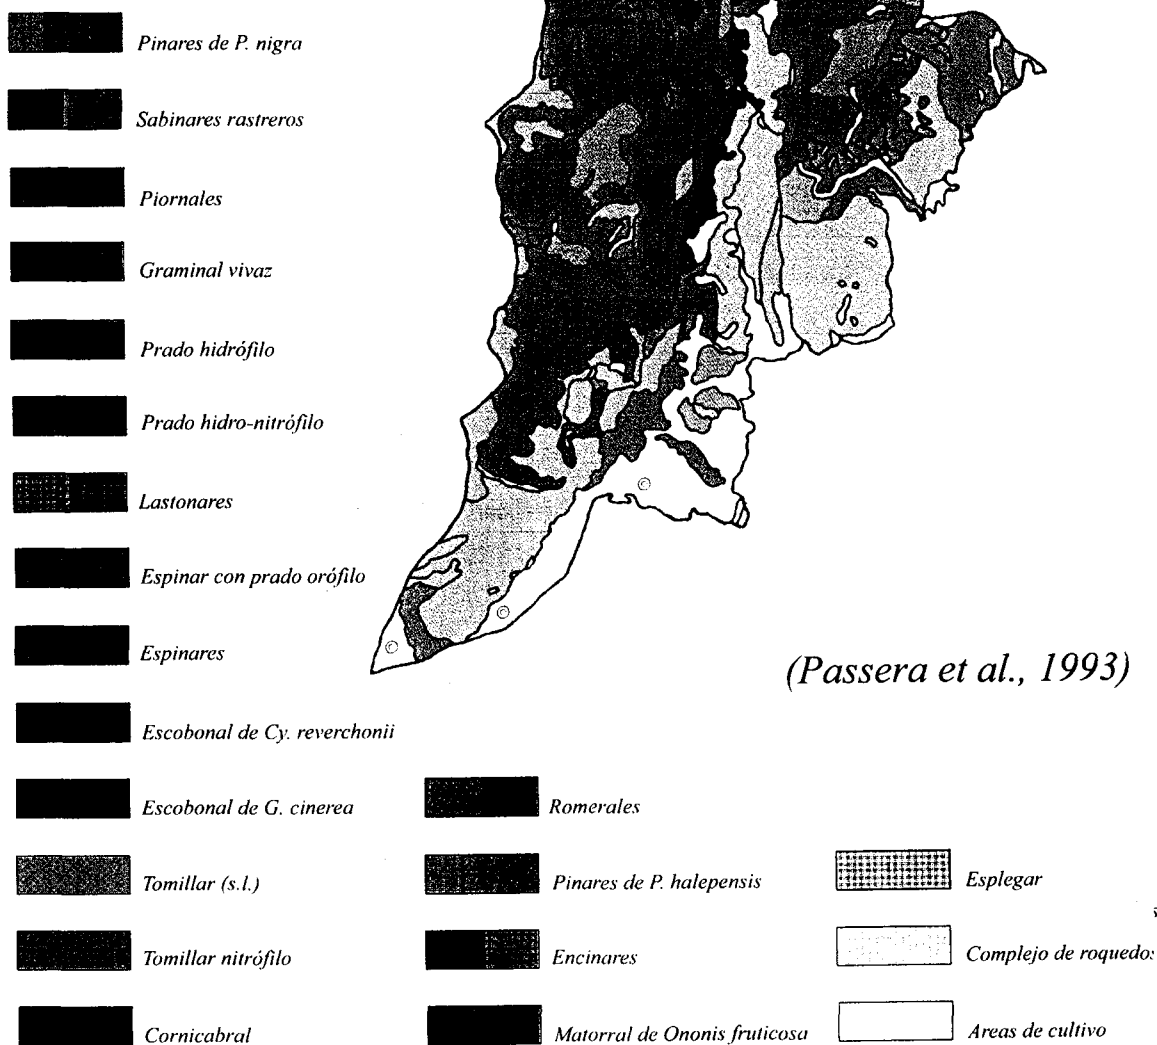 Pinares de P. nigra
Sabinares rastreros
Piornales
Graminal vivaz
Prado hidrófilo
Prado hidro-nitrófilo
Lastonares
Espinar con prado orófilo
Espinares
(Passera et al., 1993)
Escobonal de Cy. reverchonii
Escobonal de G. cinerea
Tomillar (s.l.)
Tomillar nitrófilo
Cornicabral
Romerales
Pinares de P. halepensis
Encinares
Matorral de Ononis fruticosa
Esplegar
Complejo de roquedos
Areas de cultivo